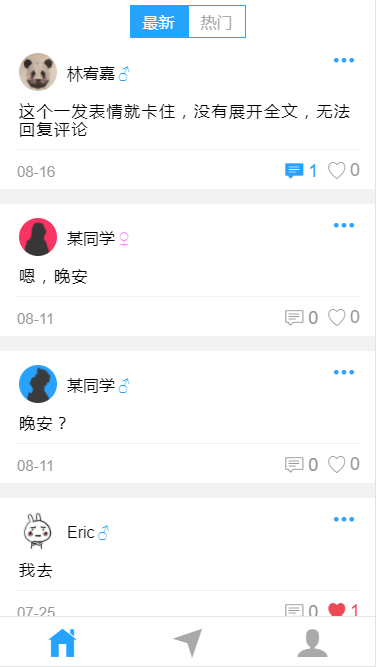 最新 热门
林宥嘉♂
这个一发表情就卡住，没有展开全文，无法
回复评论
08-16 1 0
某同学♀
嗯，晚安
08-11 0 0
某同学♂
晚安？
08-11 0 0
Eric♂
我去
07-25 0 1